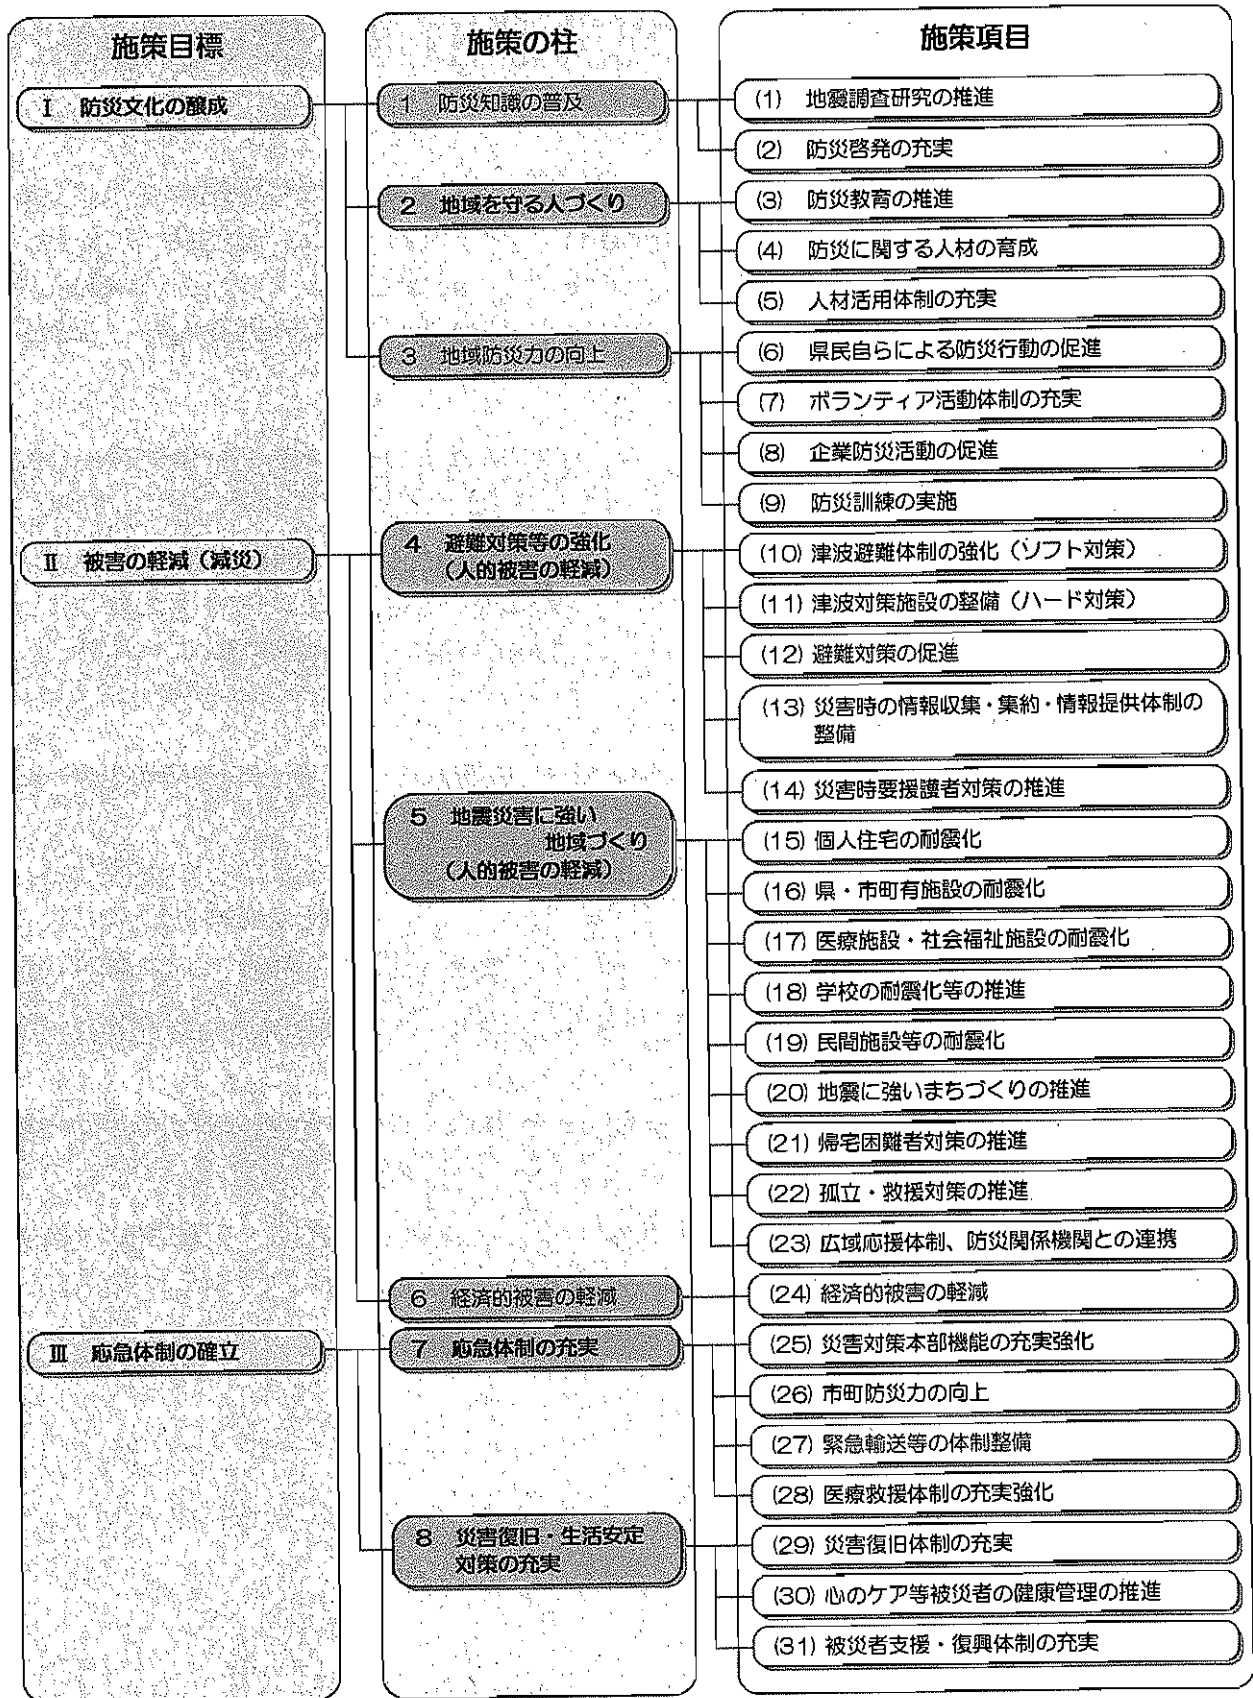 施策目標
施策の柱
施策項目
Ⅰ 防災文化の醸成
1 防災知識の普及
(1) 地震調査研究の推進
(2) 防災啓発の充実
2 地域を守る人づくり
(3) 防災教育の推進
(4) 防災に関する人材の育成
(5) 人材活用体制の充実
3 地域防災力の向上
(6) 県民自らによる防災行動の促進
(7) ボランティア活動体制の充実
(8) 企業防災活動の促進
(9) 防災訓練の実施
Ⅱ 被害の軽減（減災）
4 避難対策等の強化
（人的被害の軽減）
(10) 津波避難体制の強化（ソフト対策）
(11) 津波対策施設の整備（ハード対策）
(12) 避難対策の促進
(13) 災害時の情報収集・集約・情報提供体制の
整備
(14) 災害時要援護者対策の推進
5 地震災害に強い
地域づくり
（人的被害の軽減）
(15) 個人住宅の耐震化
(16) 県・市町有施設の耐震化
(17) 医療施設・社会福祉施設の耐震化
(18) 学校の耐震化等の推進
(19) 民間施設等の耐震化
(20) 地震に強いまちづくりの推進
(21) 帰宅困難者対策の推進
(22) 孤立・救援対策の推進
(23) 広域応援体制、防災関係機関との連携
6 経済的被害の軽減
(24) 経済的被害の軽減
Ⅲ 応急体制の確立
7 応急体制の充実
(25) 災害対策本部機能の充実強化
(26) 市町防災力の向上
(27) 緊急輸送等の体制整備
(28) 医療救援体制の充実強化
8 災害復旧・生活安定
対策の充実
(29) 災害復旧体制の充実
(30) 心のケア等被災者の健康管理の推進
(31) 被災者支援・復興体制の充実